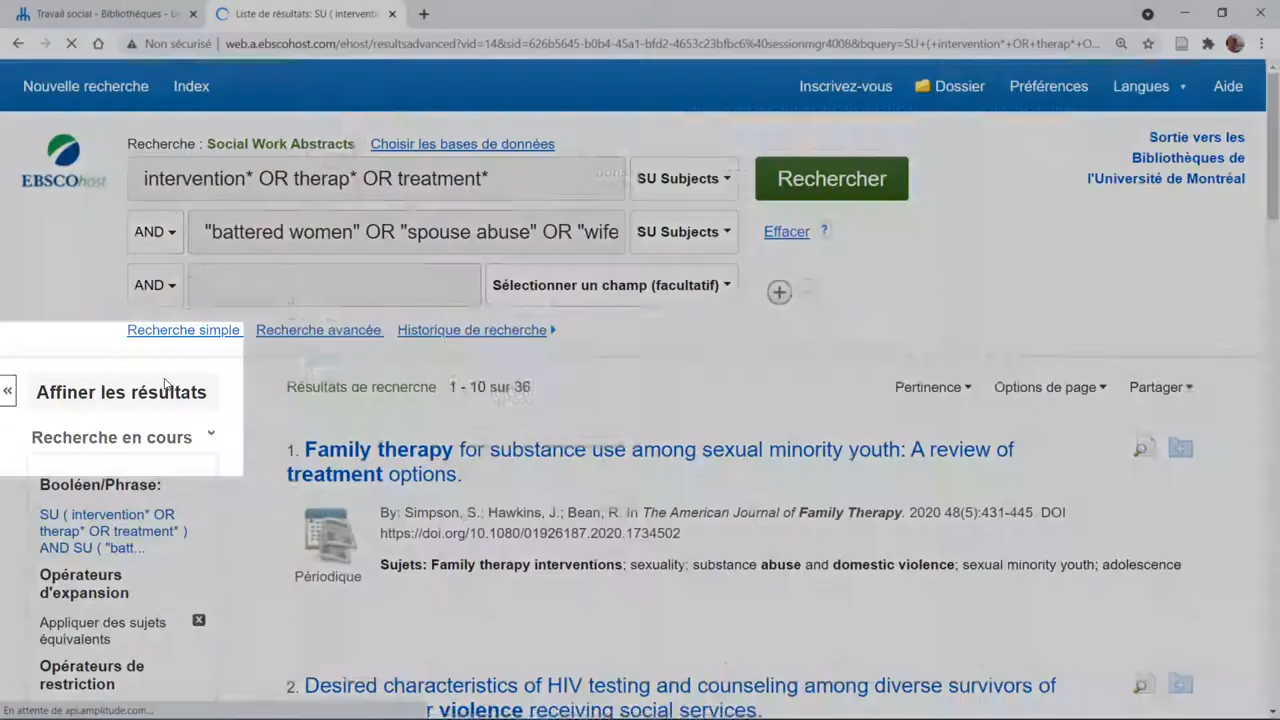 Travail social - Bibliothèques - U
Liste de résultats: SU ( interventi
Non sécurisé
web.a.ebscohost.com/ehost/resultsadvanced?vid=14&sid=626b5645-b0b4-45a1-bfd2-4653c23bfbc6%40sessionmgr4008&bquery=SU+(+intervention*+OR+therap*+O...
Nouvelle recherche
Index
Inscrivez-vous
Dossier
Préférences
Langues
Aide
EBSCOhost
Recherche : Social Work Abstracts
Choisir les bases de données
intervention* OR therap* OR treatment*
SU Subjects
Rechercher
AND
"battered women" OR "spouse abuse" OR "wife
SU Subjects
Effacer
?
AND
Sélectionner un champ (facultatif)
Sortie vers les
Bibliothèques de
l'Université de Montréal
Recherche simple
Recherche avancée
Historique de recherche
Affiner les résultats
Recherche en cours
Booléen/Phrase:
SU ( intervention* OR
therap* OR treatment* )
AND SU ( "batt...
Opérateurs
d'expansion
Appliquer des sujets
équivalents
Opérateurs de
restriction
Résultats de recherche
1 - 10 sur 36
Pertinence
Options de page
Partager
1. Family therapy for substance use among sexual minority youth: A review of
treatment options.
By: Simpson, S.; Hawkins, J.; Bean, R. In The American Journal of Family Therapy. 2020 48(5):431-445 DOI
https://doi.org/10.1080/01926187.2020.1734502
Périodique
Sujets: Family therapy interventions; sexuality; substance abuse and domestic violence; sexual minority youth; adolescence
2. Desired characteristics of HIV testing and counseling among diverse survivors of
r violence receiving social services.
En attente de api.amplitude.com...